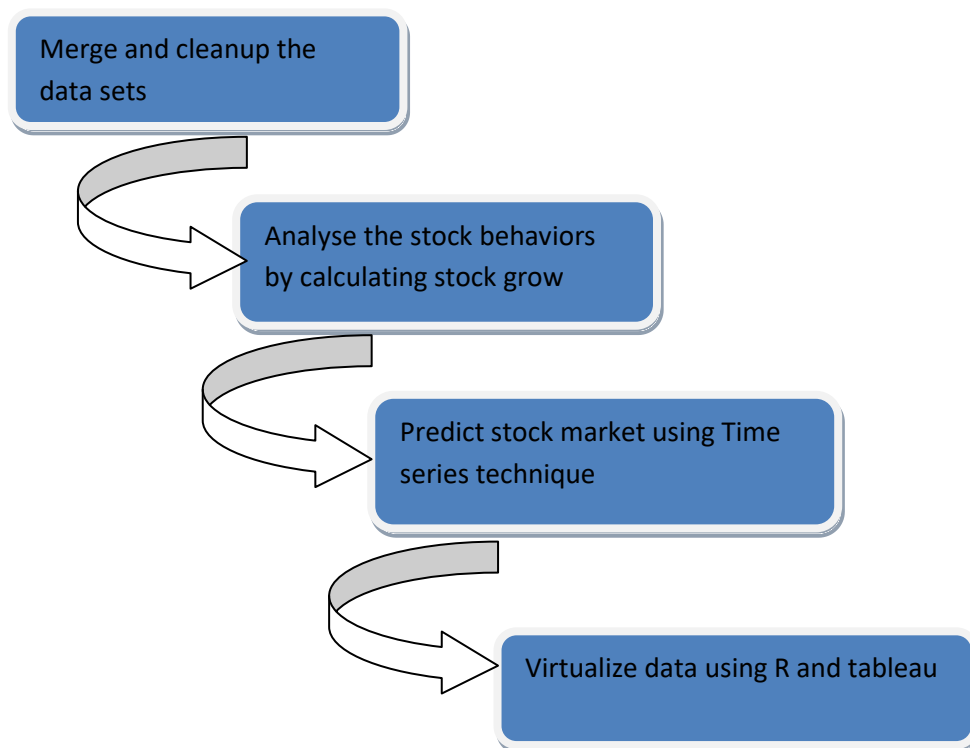 Merge and cleanup the
data sets
Analyse the stock behaviors
by calculating stock grow
Predict stock market using Time
series technique
Virtualize data using R and tableau